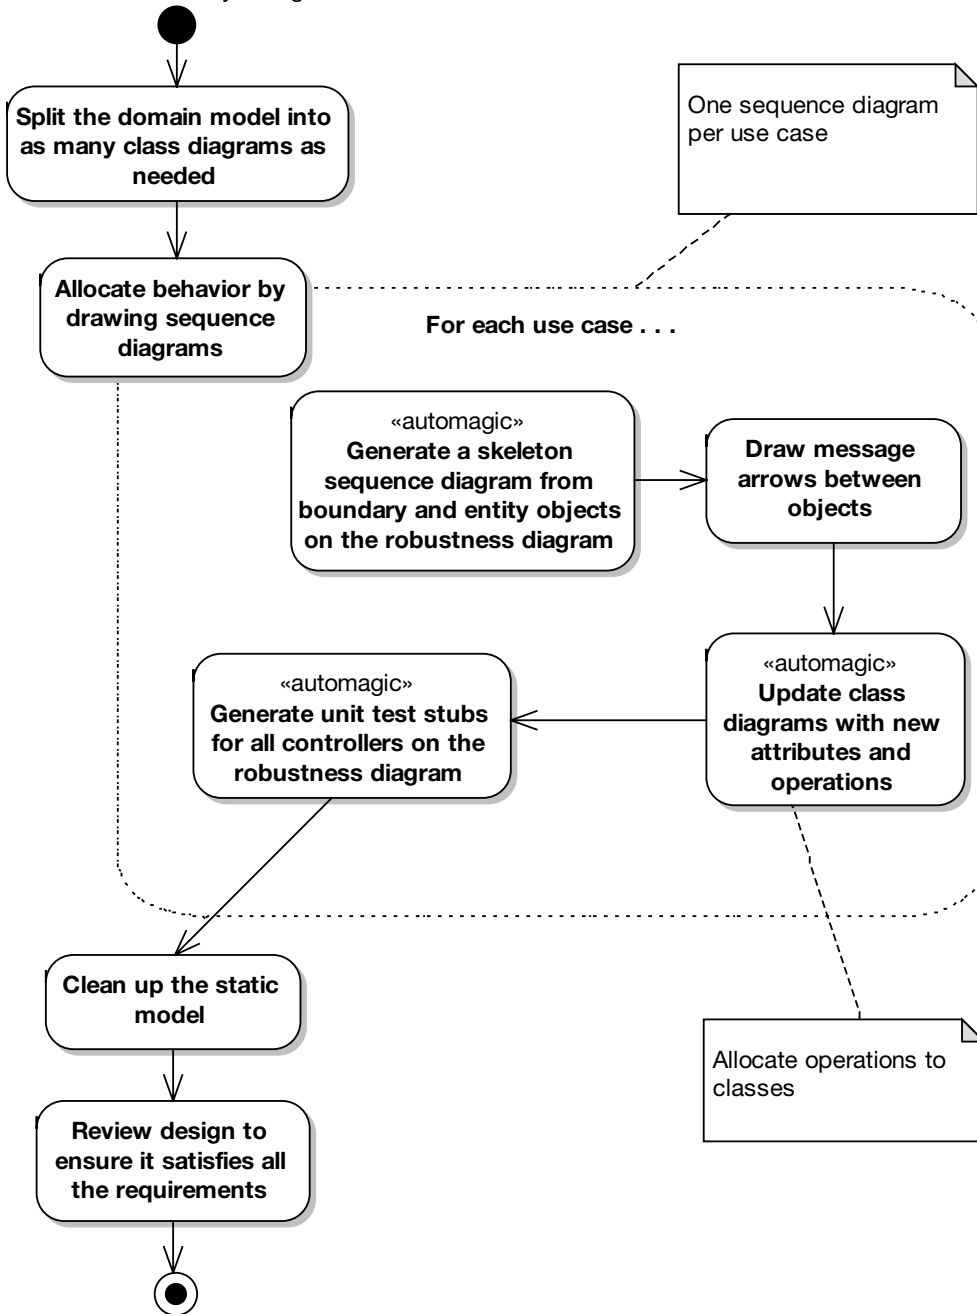 Split the domain model into
as many class diagrams as
needed
One sequence diagram
per use case
Allocate behavior by
drawing sequence
diagrams
For each use case . . .
«automagic»
Generate a skeleton
sequence diagram from
boundary and entity objects
on the robustness diagram
Draw message
arrows between
objects
«automagic»
Update class
diagrams with new
attributes and
operations
«automagic»
Generate unit test stubs
for all controllers on the
robustness diagram
Clean up the static
model
Allocate operations to
classes
Review design to
ensure it satisfies all
the requirements